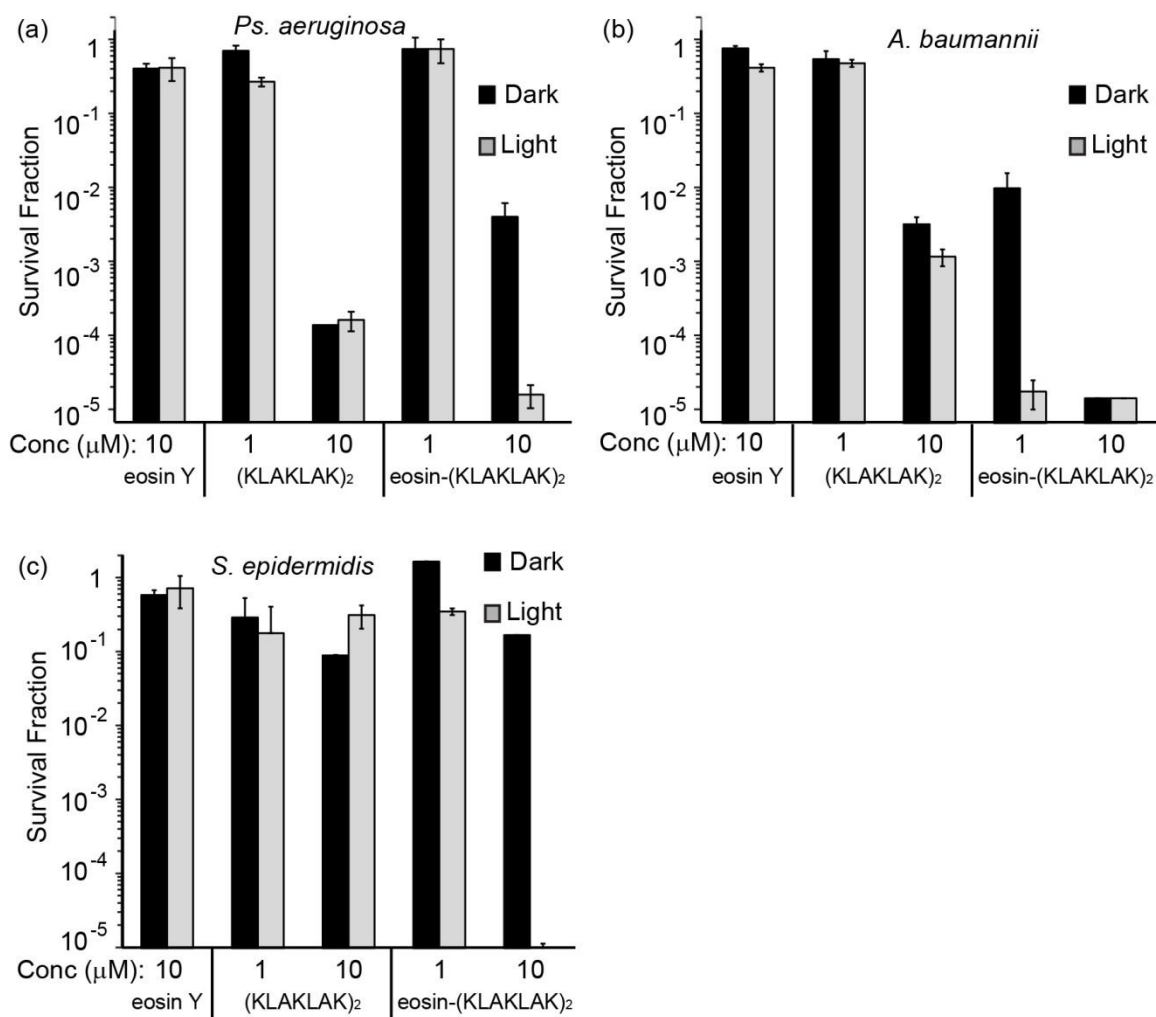 (a)
Ps. aeruginosa
Dark
Light
Survival Fraction
1
10-1
10-2
10-3
10-4
10-5
Conc (μM): 10 1 10 1 10
eosin Y (KLAKLAK)2 eosin-(KLAKLAK)2
(b)
A. baumannii
Dark
Light
Survival Fraction
1
10-1
10-2
10-3
10-4
10-5
10 1 10 1 10
eosin Y (KLAKLAK)2 eosin-(KLAKLAK)2
(c)
S. epidermidis
Dark
Light
Survival Fraction
1
10-1
10-2
10-3
10-4
10-5
Conc (μM): 10 1 10 1 10
eosin Y (KLAKLAK)2 eosin-(KLAKLAK)2